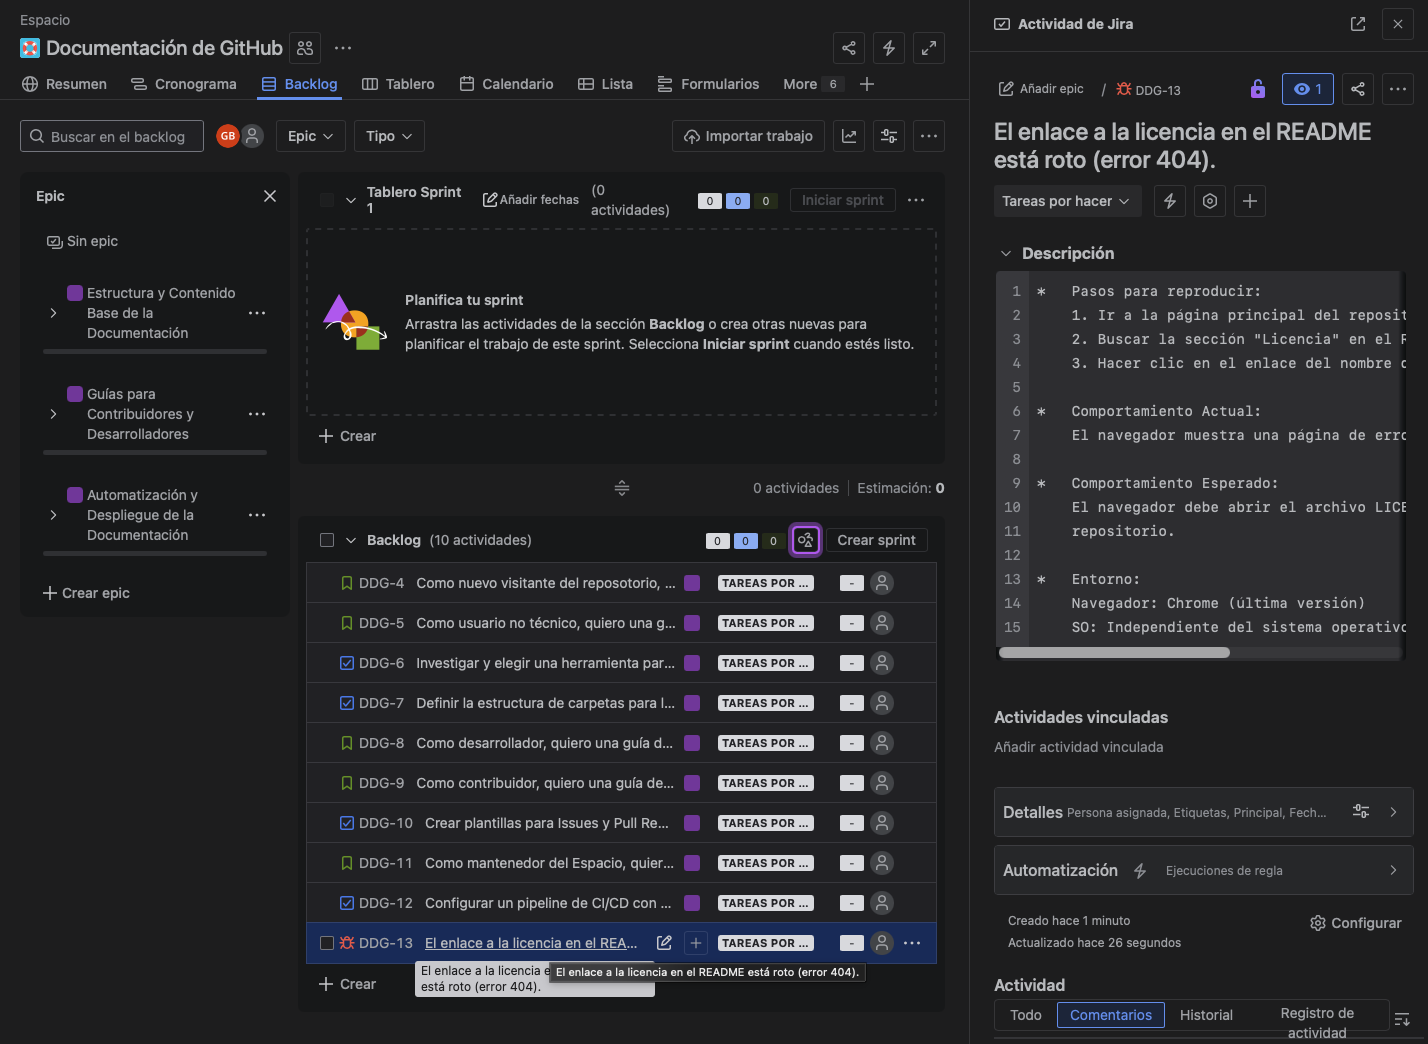 Espacio
Documentación de GitHub
Resumen
Cronograma
Backlog
Tablero
Calendario
Lista
Formularios
More 6
Buscar en el backlog
GB
Epic
Tipo
Importar trabajo
Epic
Sin epic
Estructura y Contenido
Base de la
Documentación
Guías para
Contribuidores y
Desarrolladores
Automatización y
Despliegue de la
Documentación
Crear epic
Tablero Sprint
1
Añadir fechas
(0
actividades)
0 0 0
Iniciar sprint
Planifica tu sprint
Arrastra las actividades de la sección Backlog o crea otras nuevas para
planificar el trabajo de este sprint. Selecciona Iniciar sprint cuando estés listo.
Crear
0 actividades
Estimación: 0
Backlog (10 actividades)
0 0 0
Crear sprint
DDG-4 Como nuevo visitante del reposotorio, ... TAREAS POR ... -
DDG-5 Como usuario no técnico, quiero una g... TAREAS POR ... -
DDG-6 Investigar y elegir una herramienta par... TAREAS POR ... -
DDG-7 Definir la estructura de carpetas para l... TAREAS POR ... -
DDG-8 Como desarrollador, quiero una guía d... TAREAS POR ... -
DDG-9 Como contribuidor, quiero una guía de... TAREAS POR ... -
DDG-10 Crear plantillas para Issues y Pull Re... TAREAS POR ... -
DDG-11 Como mantenedor del Espacio, quier... TAREAS POR ... -
DDG-12 Configurar un pipeline de CI/CD con ... TAREAS POR ... -
DDG-13 El enlace a la licencia en el REA... TAREAS POR ... -
Crear
El enlace a la licencia e
está roto (error 404).
El enlace a la licencia en el README está roto (error 404).
Actividad de Jira
Añadir epic / DDG-13
1
El enlace a la licencia en el README
está roto (error 404).
Tareas por hacer
Descripción
1 * Pasos para reproducir:
2 1. Ir a la página principal del reposit
3 2. Buscar la sección "Licencia" en el R
4 3. Hacer clic en el enlace del nombre d
5
6 * Comportamiento Actual:
7 El navegador muestra una página de erro
8
9 * Comportamiento Esperado:
10 El navegador debe abrir el archivo LICE
11 repositorio.
12
13 * Entorno:
14 Navegador: Chrome (última versión)
15 SO: Independiente del sistema operativo
Actividades vinculadas
Añadir actividad vinculada
Detalles Persona asignada, Etiquetas, Principal, Fech...
Automatización Ejecuciones de regla
Creado hace 1 minuto
Actualizado hace 26 segundos
Configurar
Actividad
Todo
Comentarios
Historial
Registro de
actividad